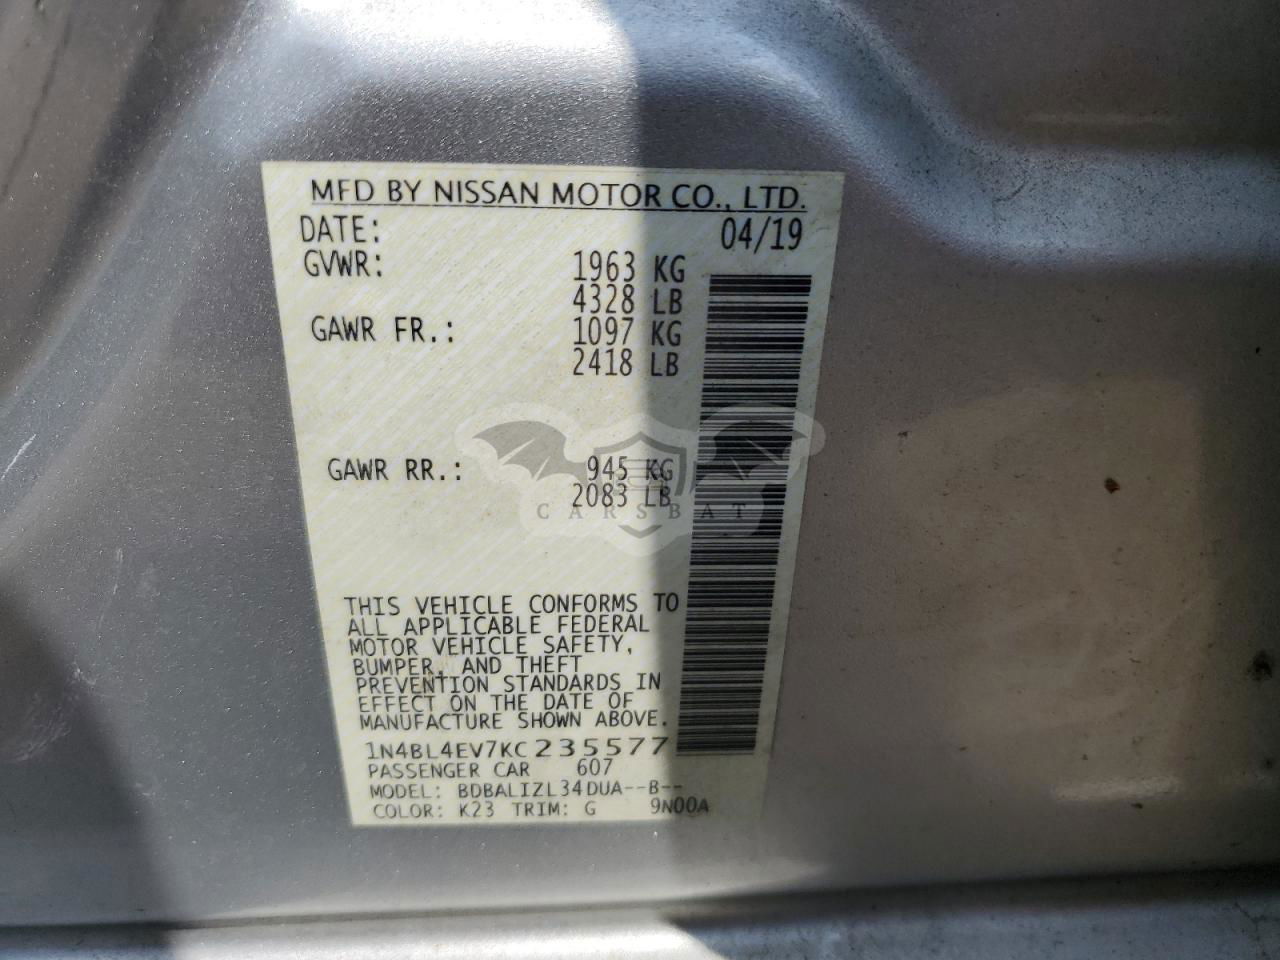 MFD BY NISSAN MOTOR CO., LTD.
DATE: 04/19
GVWR: 1963 KG
4328 LB
GAWR FR.: 1097 KG
2418 LB
GAWR RR.: 945 KG
2083 LB
CARSBAT
THIS VEHICLE CONFORMS TO
ALL APPLICABLE FEDERAL
MOTOR VEHICLE SAFETY,
BUMPER, AND THEFT
PREVENTION STANDARDS IN
EFFECT ON THE DATE OF
MANUFACTURE SHOWN ABOVE.
1N4BL4EV7KC235577
PASSENGER CAR 607
MODEL: BDBALIZL34DUA--B--
COLOR: K23 TRIM: G 9N00A